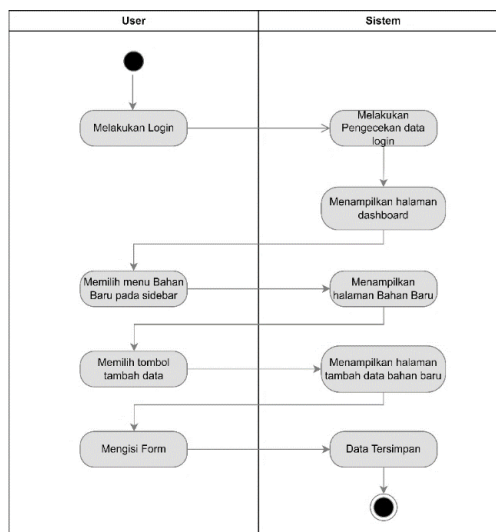 User
Sistem
Melakukan Login
Melakukan
Pengecekan data
login
Menampilkan halaman
dashboard
Memilih menu Bahan
Baru pada sidebar
Menampilkan
halaman Bahan Baru
Memilih tombol
tambah data
Menampilkan halaman
tambah data bahan baru
Mengisi Form
Data Tersimpan